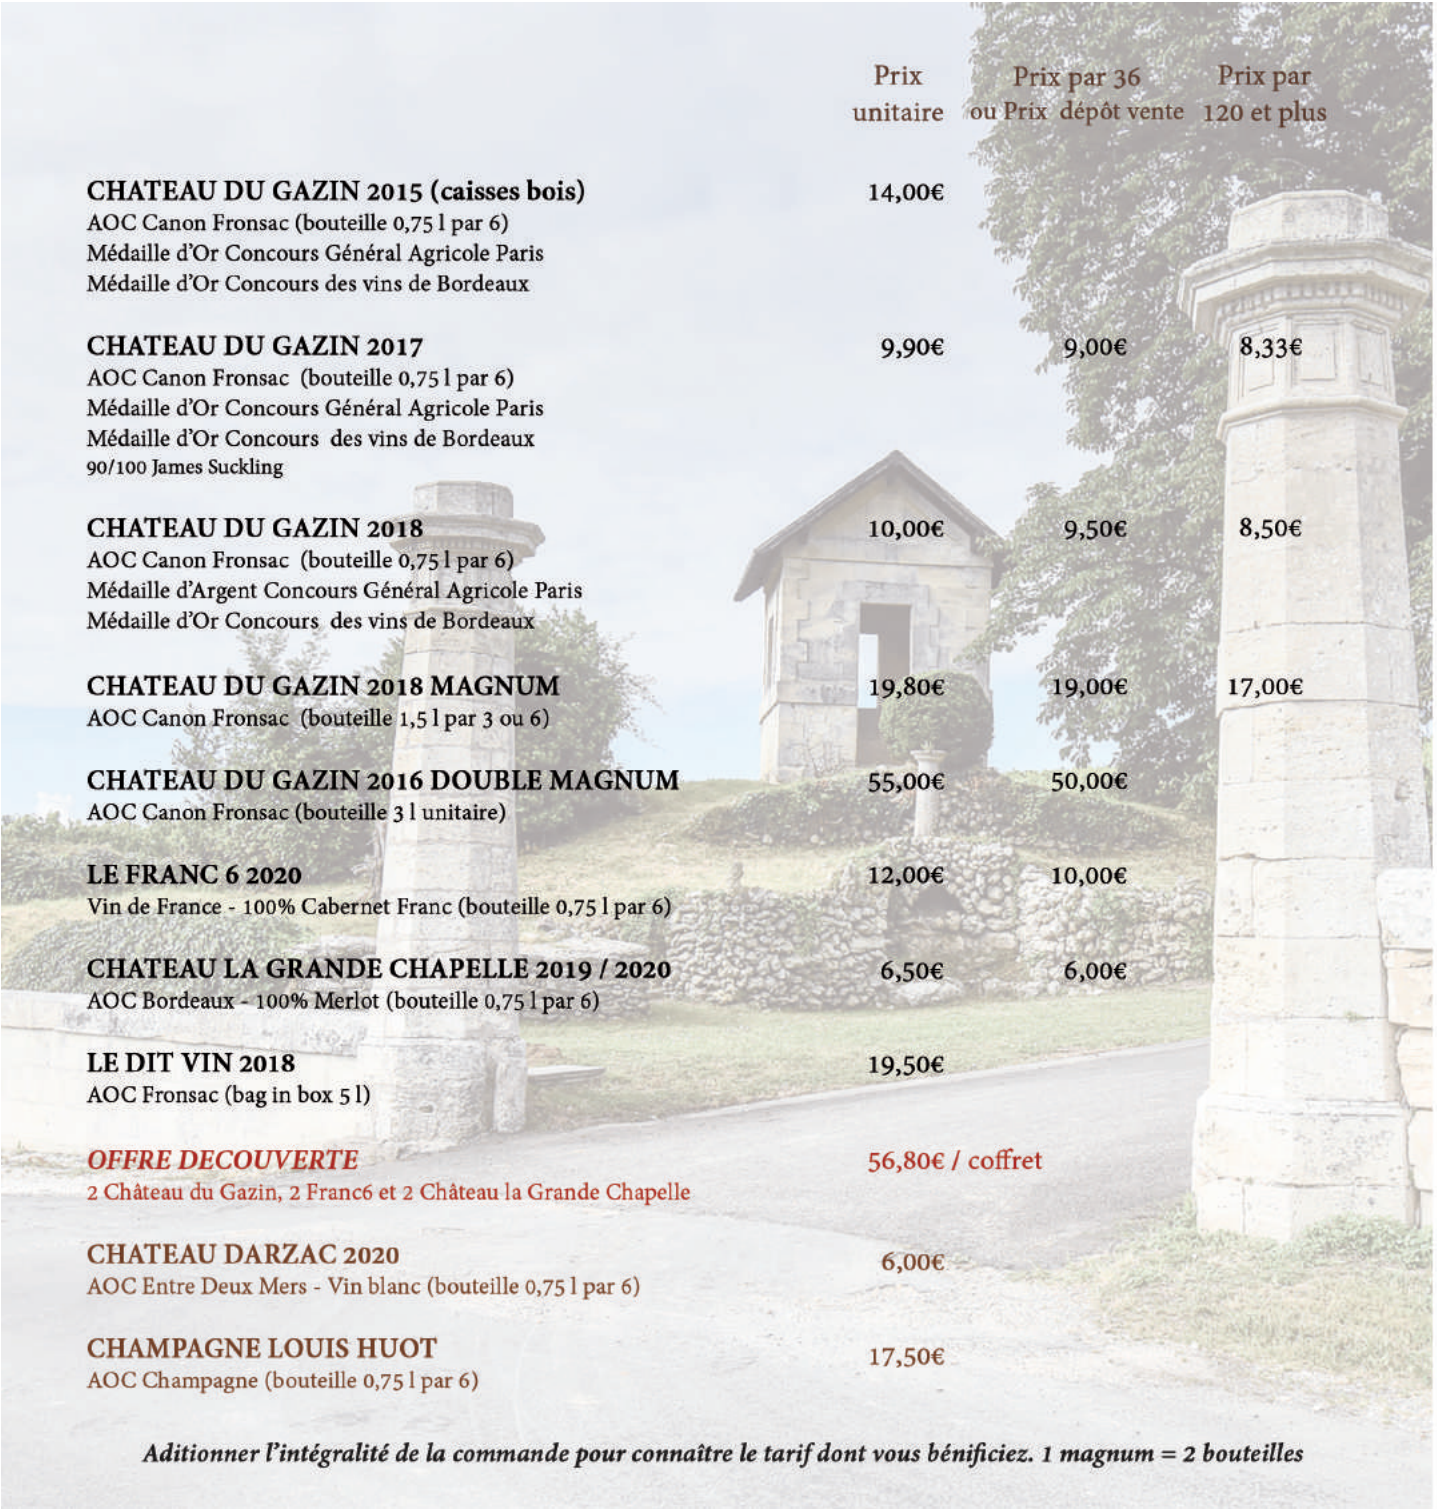 Prix unitaire
Prix par 36 ou Prix dépôt vente
Prix par 120 et plus
CHATEAU DU GAZIN 2015 (caisses bois) 14,00€
AOC Canon Fronsac (bouteille 0,75 l par 6)
Médaille d'Or Concours Général Agricole Paris
Médaille d'Or Concours des vins de Bordeaux
CHATEAU DU GAZIN 2017 9,90€ 9,00€ 8,33€
AOC Canon Fronsac (bouteille 0,75 l par 6)
Médaille d'Or Concours Général Agricole Paris
Médaille d'Or Concours des vins de Bordeaux
90/100 James Suckling
CHATEAU DU GAZIN 2018 10,00€ 9,50€ 8,50€
AOC Canon Fronsac (bouteille 0,75 l par 6)
Médaille d'Argent Concours Général Agricole Paris
Médaille d'Or Concours des vins de Bordeaux
CHATEAU DU GAZIN 2018 MAGNUM 19,80€ 19,00€ 17,00€
AOC Canon Fronsac (bouteille 1,5 l par 3 ou 6)
CHATEAU DU GAZIN 2016 DOUBLE MAGNUM 55,00€ 50,00€
AOC Canon Fronsac (bouteille 3 l unitaire)
LE FRANC 6 2020 12,00€ 10,00€
Vin de France - 100% Cabernet Franc (bouteille 0,75 l par 6)
CHATEAU LA GRANDE CHAPELLE 2019 / 2020 6,50€ 6,00€
AOC Bordeaux - 100% Merlot (bouteille 0,75 l par 6)
LE DIT VIN 2018 19,50€
AOC Fronsac (bag in box 5 l)
OFFRE DECOUVERTE 56,80€ / coffret
2 Château du Gazin, 2 Franc6 et 2 Château la Grande Chapelle
CHATEAU DARZAC 2020 6,00€
AOC Entre Deux Mers - Vin blanc (bouteille 0,75 l par 6)
CHAMPAGNE LOUIS HUOT 17,50€
AOC Champagne (bouteille 0,75 l par 6)
Aditionner l'intégralité de la commande pour connaître le tarif dont vous bénificiez. 1 magnum = 2 bouteilles